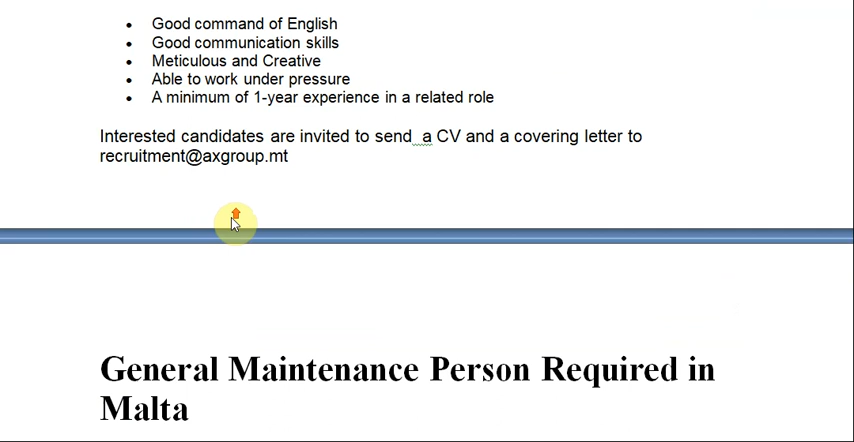 • Good command of English
• Good communication skills
• Meticulous and Creative
• Able to work under pressure
• A minimum of 1-year experience in a related role
Interested candidates are invited to send  a CV and a covering letter to
recruitment@axgroup.mt
General Maintenance Person Required in
Malta